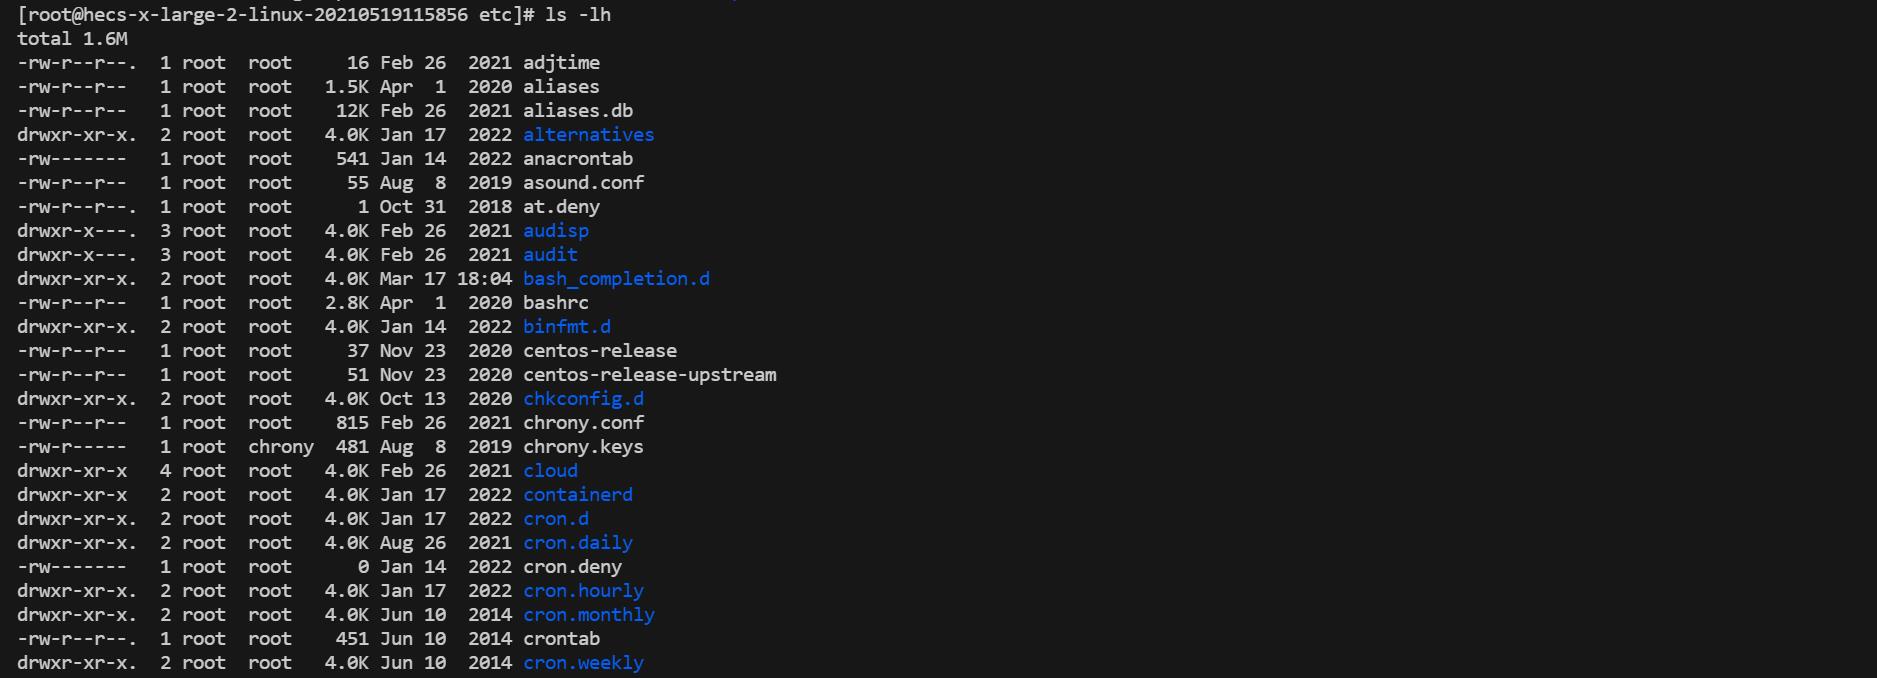 [root@hecs-x-large-2-linux-20210519115856 etc]# ls -lh
total 1.6M
-rw-r--r--.  1 root  root     16 Feb 26  2021 adjtime
-rw-r--r--   1 root  root   1.5K Apr  1  2020 aliases
-rw-r--r--   1 root  root    12K Feb 26  2021 aliases.db
drwxr-xr-x.  2 root  root   4.0K Jan 17  2022 alternatives
-rw-------   1 root  root    541 Jan 14  2022 anacrontab
-rw-r--r--   1 root  root     55 Aug  8  2019 asound.conf
-rw-r--r--.  1 root  root      1 Oct 31  2018 at.deny
drwxr-x---.  3 root  root   4.0K Feb 26  2021 audisp
drwxr-x---.  3 root  root   4.0K Feb 26  2021 audit
drwxr-xr-x.  2 root  root   4.0K Mar 17 18:04 bash_completion.d
-rw-r--r--   1 root  root   2.8K Apr  1  2020 bashrc
drwxr-xr-x.  2 root  root   4.0K Jan 14  2022 binfmt.d
-rw-r--r--   1 root  root     37 Nov 23  2020 centos-release
-rw-r--r--   1 root  root     51 Nov 23  2020 centos-release-upstream
drwxr-xr-x.  2 root  root   4.0K Oct 13  2020 chkconfig.d
-rw-r--r--   1 root  root    815 Feb 26  2021 chrony.conf
-rw-r-----   1 root  chrony  481 Aug  8  2019 chrony.keys
drwxr-xr-x   4 root  root   4.0K Feb 26  2021 cloud
drwxr-xr-x   2 root  root   4.0K Jan 17  2022 containerd
drwxr-xr-x.  2 root  root   4.0K Jan 17  2022 cron.d
drwxr-xr-x.  2 root  root   4.0K Aug 26  2021 cron.daily
-rw-------   1 root  root      0 Jan 14  2022 cron.deny
drwxr-xr-x.  2 root  root   4.0K Jan 17  2022 cron.hourly
drwxr-xr-x.  2 root  root   4.0K Jun 10  2014 cron.monthly
-rw-r--r--.  1 root  root    451 Jun 10  2014 crontab
drwxr-xr-x.  2 root  root   4.0K Jun 10  2014 cron.weekly